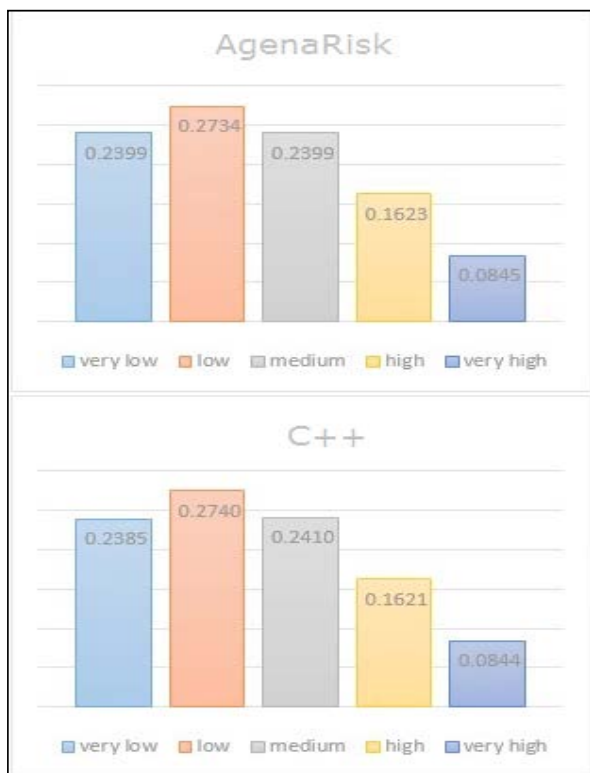 AgenaRisk
0.2399 0.2734 0.2399 0.1623 0.0845
very low low medium high very high
C++
0.2385 0.2740 0.2410 0.1621 0.0844
very low low medium high very high